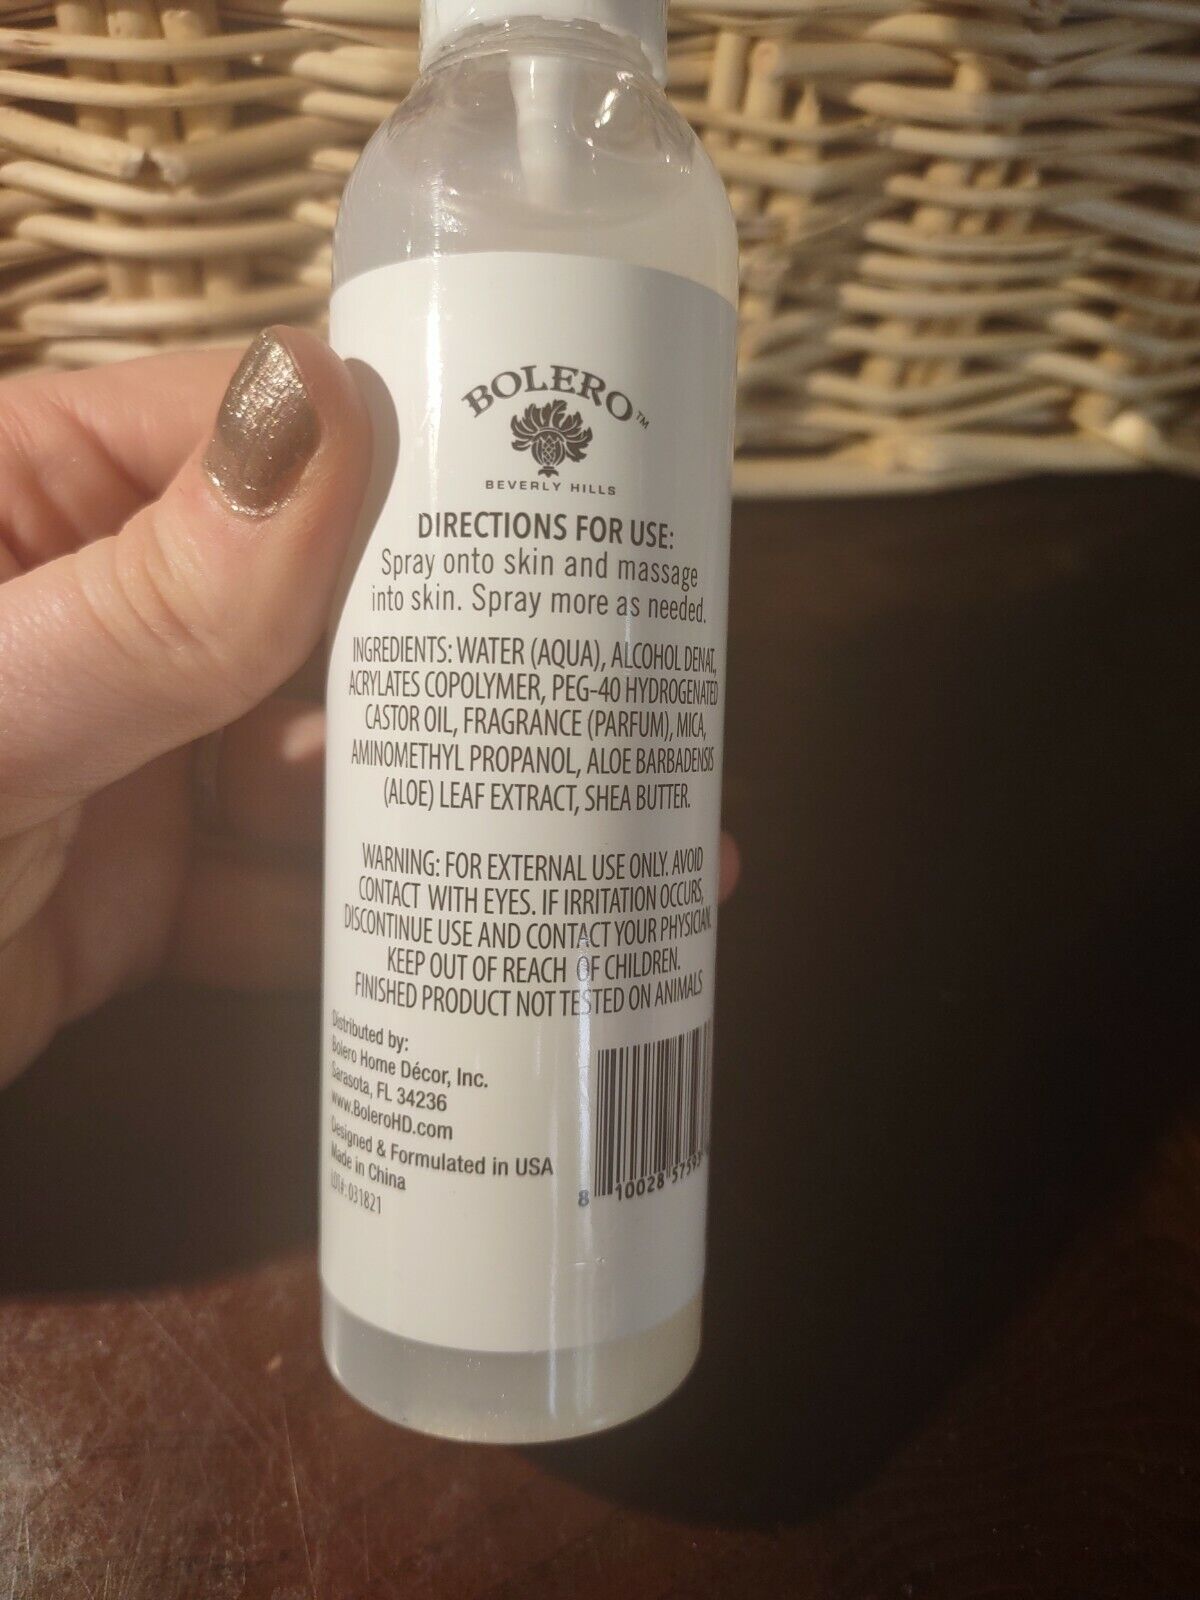 BOLERO™
BEVERLY HILLS
DIRECTIONS FOR USE:
Spray onto skin and massage
into skin. Spray more as needed.
INGREDIENTS: WATER (AQUA), ALCOHOL DENAT.,
ACRYLATES COPOLYMER, PEG-40 HYDROGENATED
CASTOR OIL, FRAGRANCE (PARFUM), MICA,
AMINOMETHYL PROPANOL, ALOE BARBADENSIS
(ALOE) LEAF EXTRACT, SHEA BUTTER.
WARNING: FOR EXTERNAL USE ONLY. AVOID
CONTACT WITH EYES. IF IRRITATION OCCURS,
DISCONTINUE USE AND CONTACT YOUR PHYSICIAN.
KEEP OUT OF REACH OF CHILDREN.
FINISHED PRODUCT NOT TESTED ON ANIMALS
Distributed by:
Bolero Home Décor, Inc.
Sarasota, FL 34236
www.BoleroHD.com
Designed & Formulated in USA
Made in China
LOT#: 031821
8 10028 57593